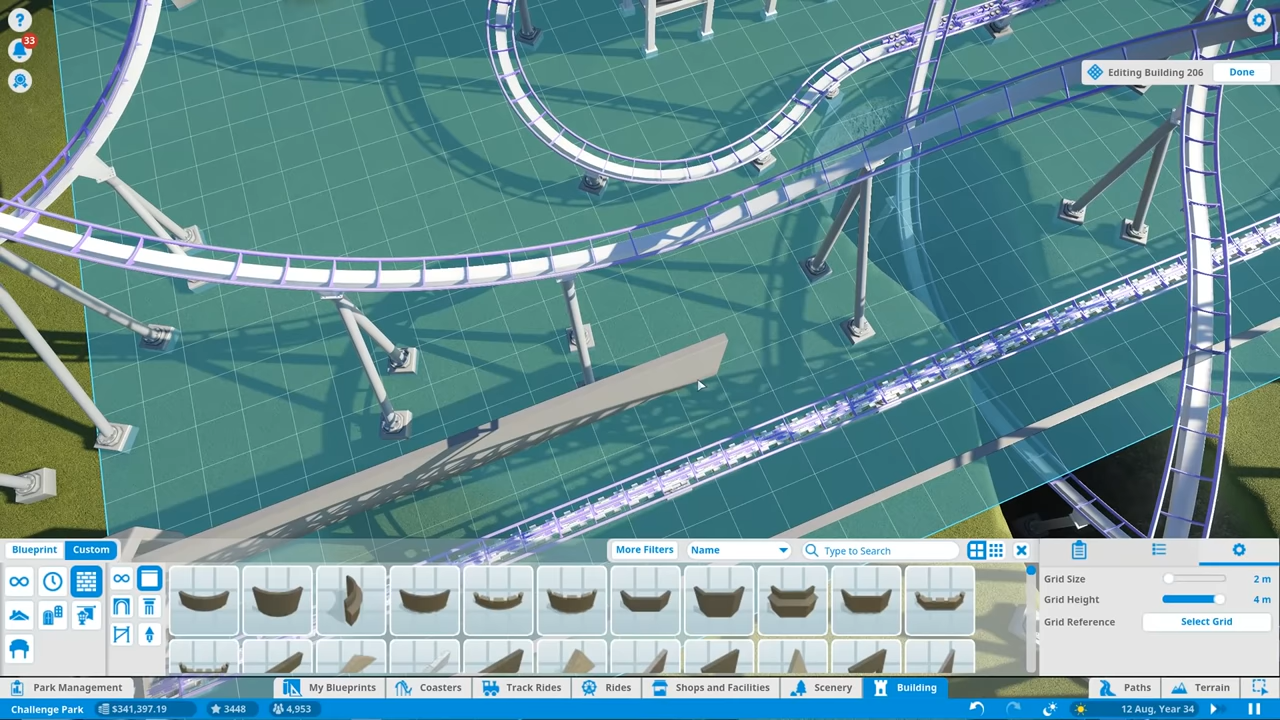 ?
33
Editing Building 206
Done
Blueprint
Custom
More Filters
Name
Type to Search
Grid Size
2 m
Grid Height
4 m
Grid Reference
Select Grid
Park Management
My Blueprints
Coasters
Track Rides
Rides
Shops and Facilities
Scenery
Building
Paths
Terrain
Challenge Park
$341,397.19
3448
4,953
12 Aug, Year 34